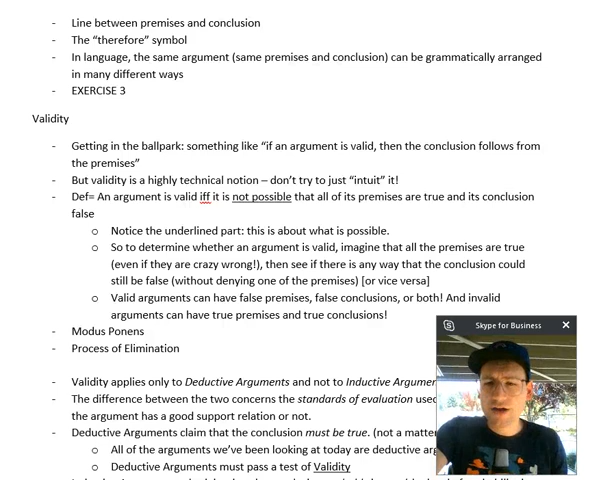 - Line between premises and conclusion
- The “therefore” symbol
- In language, the same argument (same premises and conclusion) can be grammatically arranged
in many different ways
- EXERCISE 3
Validity
- Getting in the ballpark: something like “if an argument is valid, then the conclusion follows from
the premises”
- But validity is a highly technical notion – don’t try to just “intuit” it!
- Def= An argument is valid iff it is not possible that all of its premises are true and its conclusion
false
o Notice the underlined part: this is about what is possible.
o So to determine whether an argument is valid, imagine that all the premises are true
(even if they are crazy wrong!), then see if there is any way that the conclusion could
still be false (without denying one of the premises) [or vice versa]
o Valid arguments can have false premises, false conclusions, or both! And invalid
arguments can have true premises and true conclusions!
- Modus Ponens
- Process of Elimination
Skype for Business
- Validity applies only to Deductive Arguments and not to Inductive Argumen
- The difference between the two concerns the standards of evaluation used
the argument has a good support relation or not.
- Deductive Arguments claim that the conclusion must be true. (not a matter
o All of the arguments we’ve been looking at today are deductive arg
o Deductive Arguments must pass a test of Validity